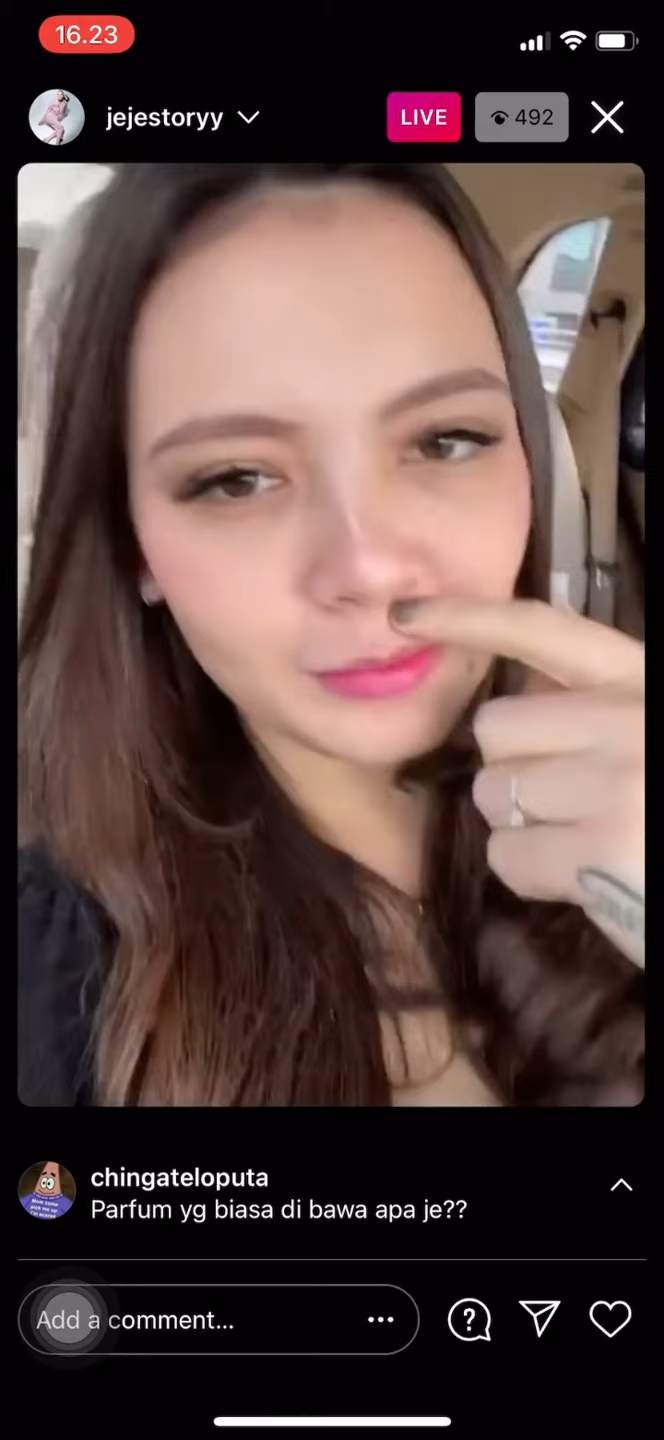 16.23
jejestoryy
LIVE
492
chingateloputa
Parfum yg biasa di bawa apa je??
Add a comment...